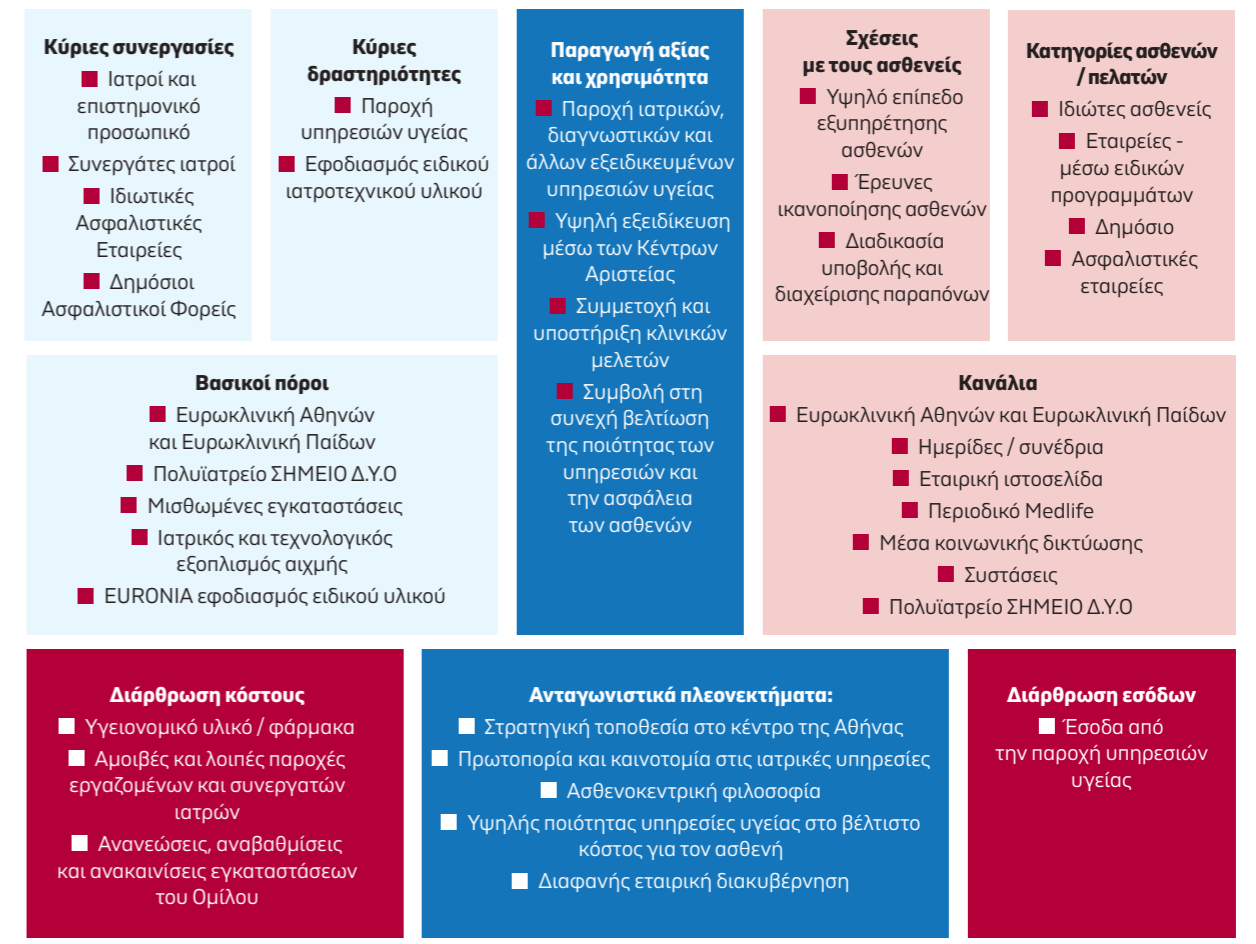 Κύριες συνεργασίες
■ Ιατροί και
επιστημονικό
προσωπικό
■ Συνεργάτες ιατροί
■ Ιδιωτικές
Ασφαλιστικές
Εταιρείες
■ Δημόσιοι
Ασφαλιστικοί Φορείς
Κύριες
δραστηριότητες
■ Παροχή
υπηρεσιών υγείας
■ Εφοδιασμός ειδικού
ιατροτεχνικού υλικού
Παραγωγή αξίας
και χρησιμότητα
■ Παροχή ιατρικών,
διαγνωστικών και
άλλων εξειδικευμένων
υπηρεσιών υγείας
■ Υψηλή εξειδίκευση
μέσω των Κέντρων
Αριστείας
■ Συμμετοχή και
υποστήριξη κλινικών
μελετών
■ Συμβολή στη
συνεχή βελτίωση
της ποιότητας των
υπηρεσιών και
την ασφάλεια
των ασθενών
Σχέσεις
με τους ασθενείς
■ Υψηλό επίπεδο
εξυπηρέτησης
ασθενών
■ Έρευνες
ικανοποίησης ασθενών
■ Διαδικασία
υποβολής και
διαχείρισης παραπόνων
Κατηγορίες ασθενών
/ πελατών
■ Ιδιώτες ασθενείς
■ Εταιρείες -
μέσω ειδικών
προγραμμάτων
■ Δημόσιο
■ Ασφαλιστικές
εταιρείες
Βασικοί πόροι
■ Ευρωκλινική Αθηνών
και Ευρωκλινική Παίδων
■ Πολυϊατρείο ΣΗΜΕΙΟ Δ.Υ.Ο
■ Μισθωμένες εγκαταστάσεις
■ Ιατρικός και τεχνολογικός
εξοπλισμός αιχμής
■ EURONIA εφοδιασμός ειδικού υλικού
Κανάλια
■ Ευρωκλινική Αθηνών και Ευρωκλινική Παίδων
■ Ημερίδες / συνέδρια
■ Εταιρική ιστοσελίδα
■ Περιοδικό Medlife
■ Μέσα κοινωνικής δικτύωσης
■ Συστάσεις
■ Πολυϊατρείο ΣΗΜΕΙΟ Δ.Υ.Ο
Διάρθρωση κόστους
■ Υγειονομικό υλικό / φάρμακα
■ Αμοιβές και λοιπές παροχές
εργαζομένων και συνεργατών
ιατρών
■ Ανανεώσεις, αναβαθμίσεις
και ανακαινίσεις εγκαταστάσεων
του Ομίλου
Ανταγωνιστικά πλεονεκτήματα:
■ Στρατηγική τοποθεσία στο κέντρο της Αθήνας
■ Πρωτοπορία και καινοτομία στις ιατρικές υπηρεσίες
■ Ασθενοκεντρική φιλοσοφία
■ Υψηλής ποιότητας υπηρεσίες υγείας στο βέλτιστο
κόστος για τον ασθενή
■ Διαφανής εταιρική διακυβέρνηση
Διάρθρωση εσόδων
■ Έσοδα από
την παροχή υπηρεσιών
υγείας